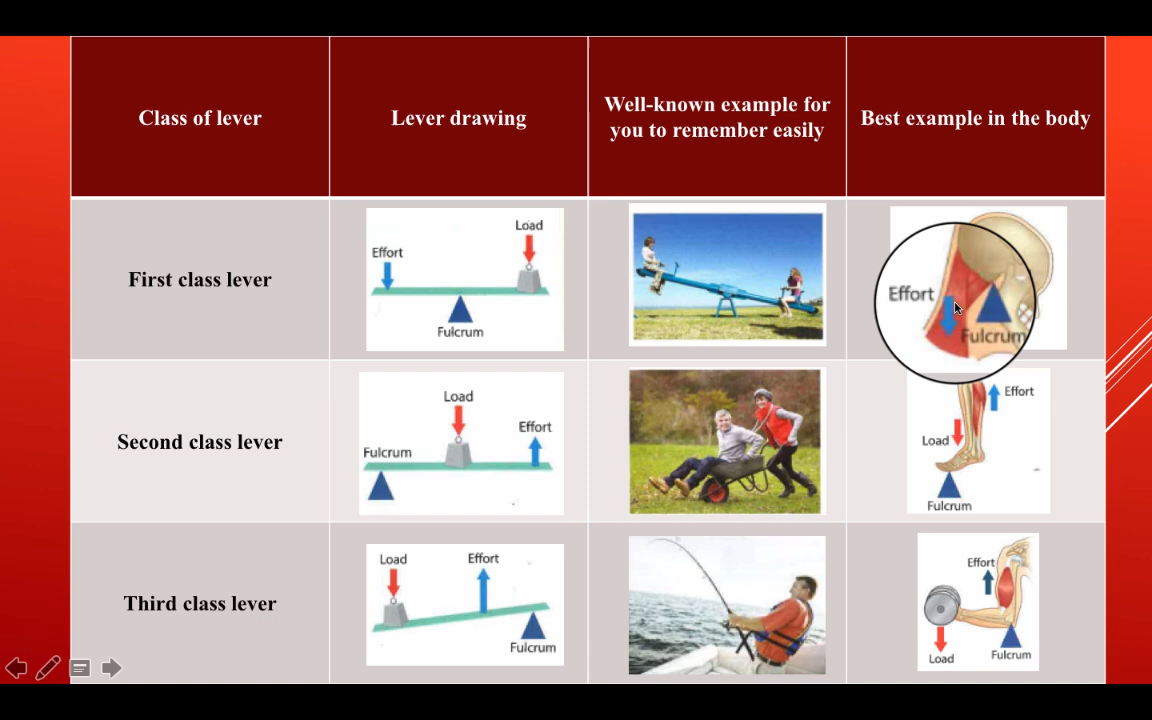 Class of lever
Lever drawing
Well-known example for
you to remember easily
Best example in the body
First class lever
Effort
Load
Fulcrum
Effort
Fulcrum
Second class lever
Load
Effort
Fulcrum
Effort
Load
Fulcrum
Third class lever
Load
Effort
Fulcrum
Effort
Load
Fulcrum